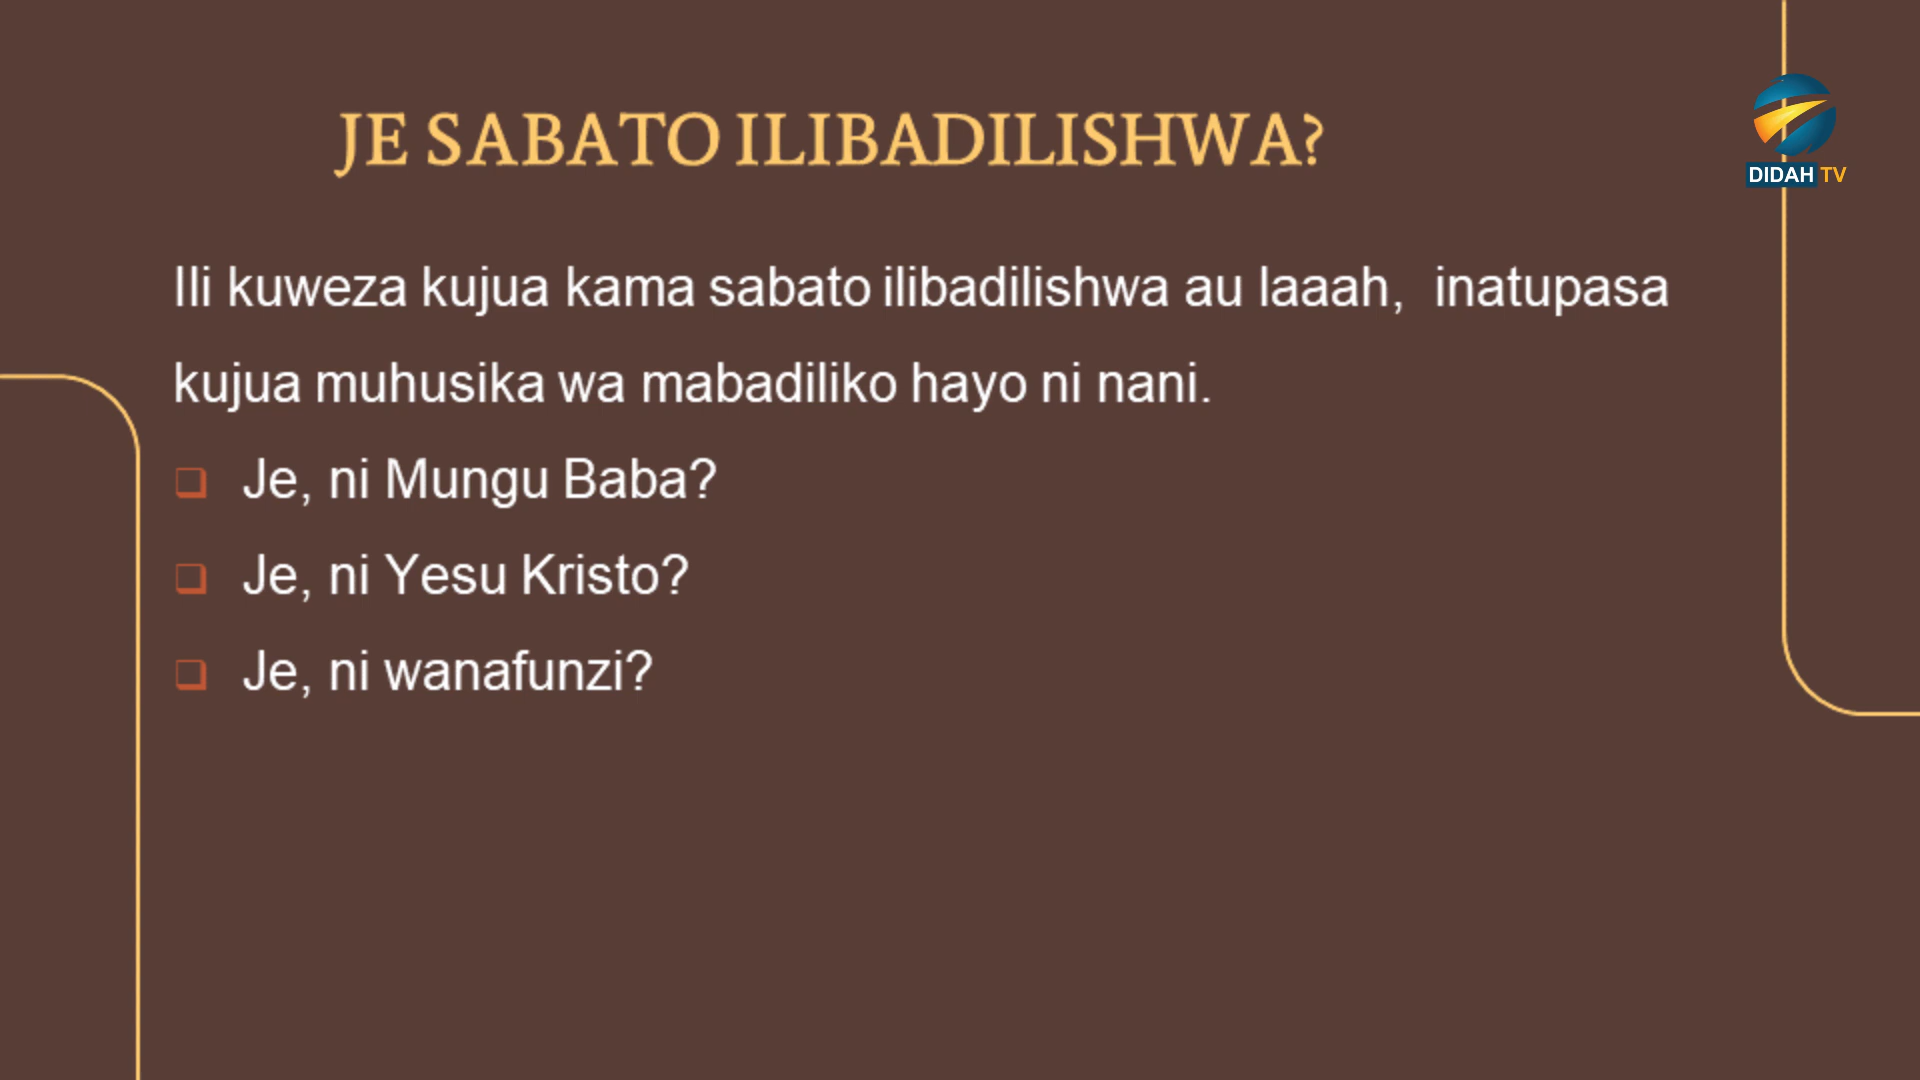 JE SABATO ILIBADILISHWA?
DIDAH TV
Ili kuweza kujua kama sabato ilibadilishwa au laaah, inatupasa
kujua muhusika wa mabadiliko hayo ni nani.
Je, ni Mungu Baba?
Je, ni Yesu Kristo?
Je, ni wanafunzi?